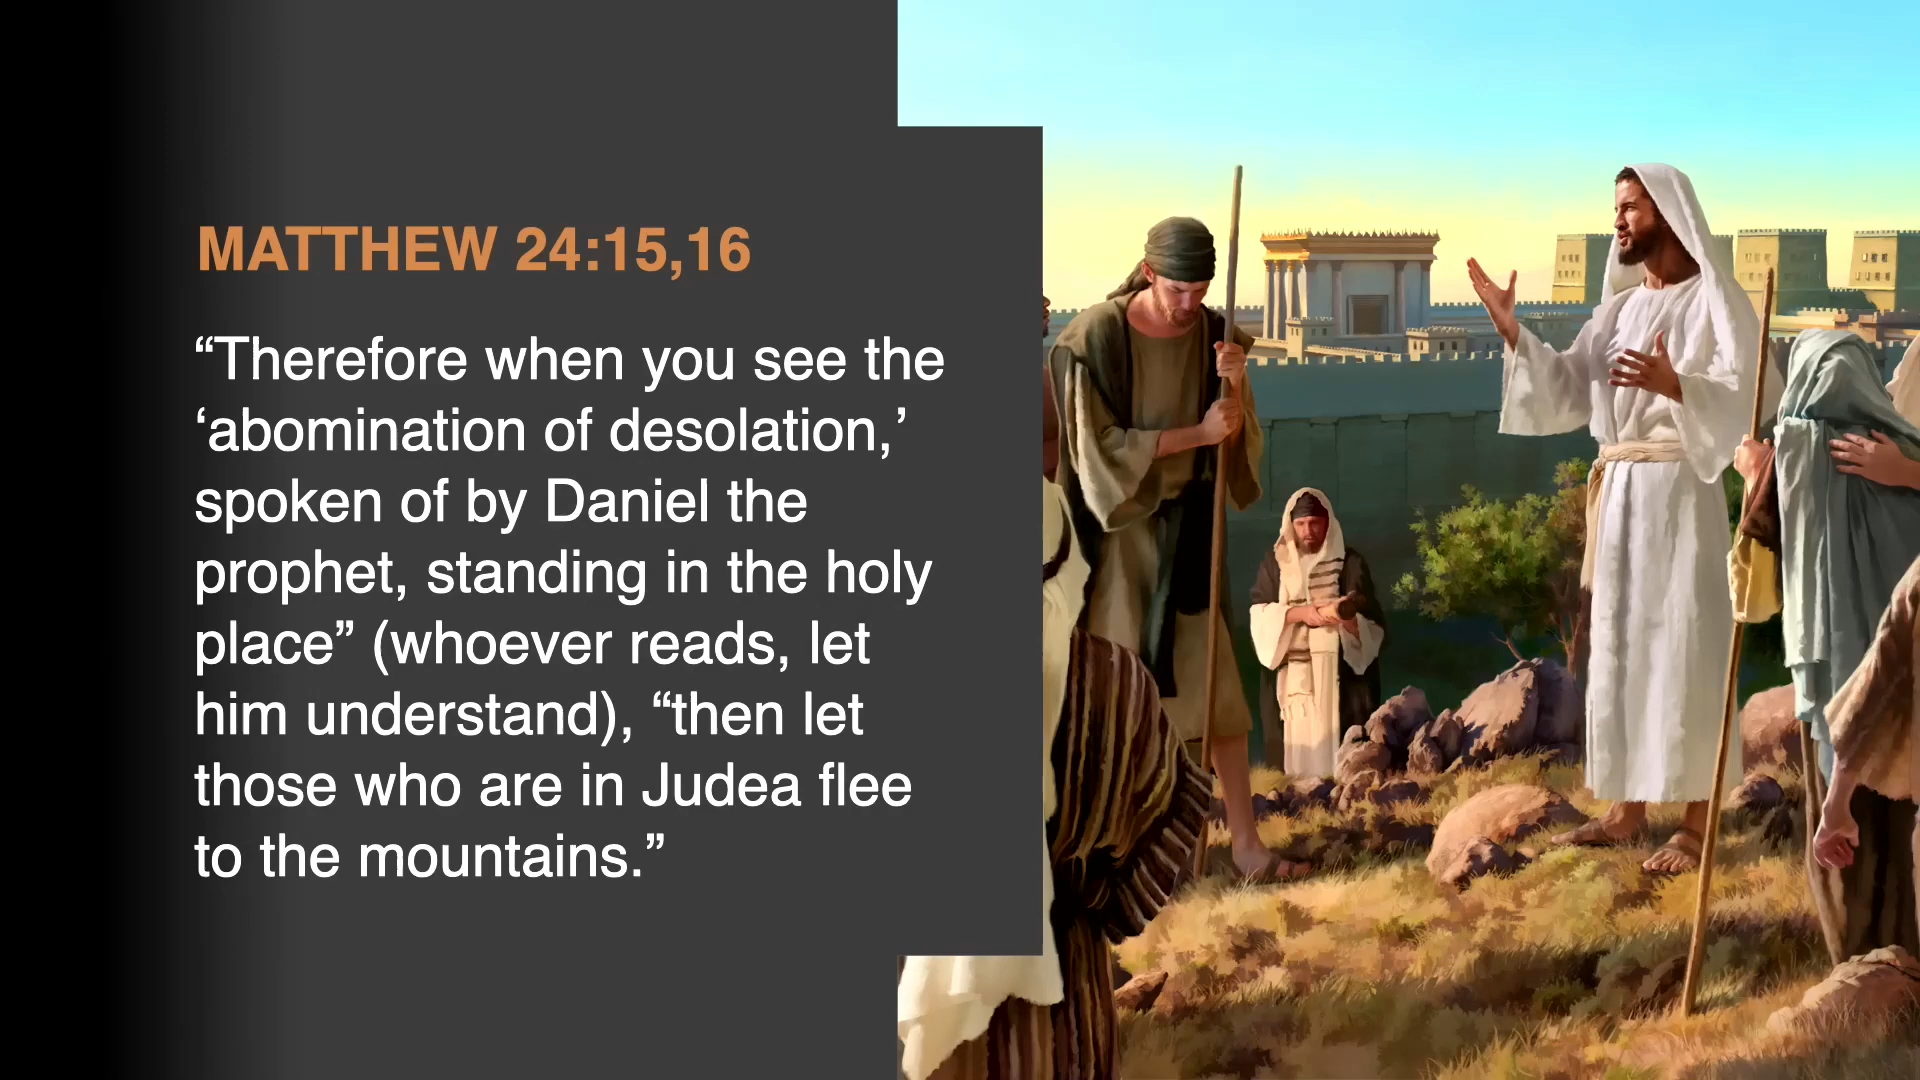 MATTHEW 24:15,16
“Therefore when you see the
‘abomination of desolation,’
spoken of by Daniel the
prophet, standing in the holy
place” (whoever reads, let
him understand), “then let
those who are in Judea flee
to the mountains.”